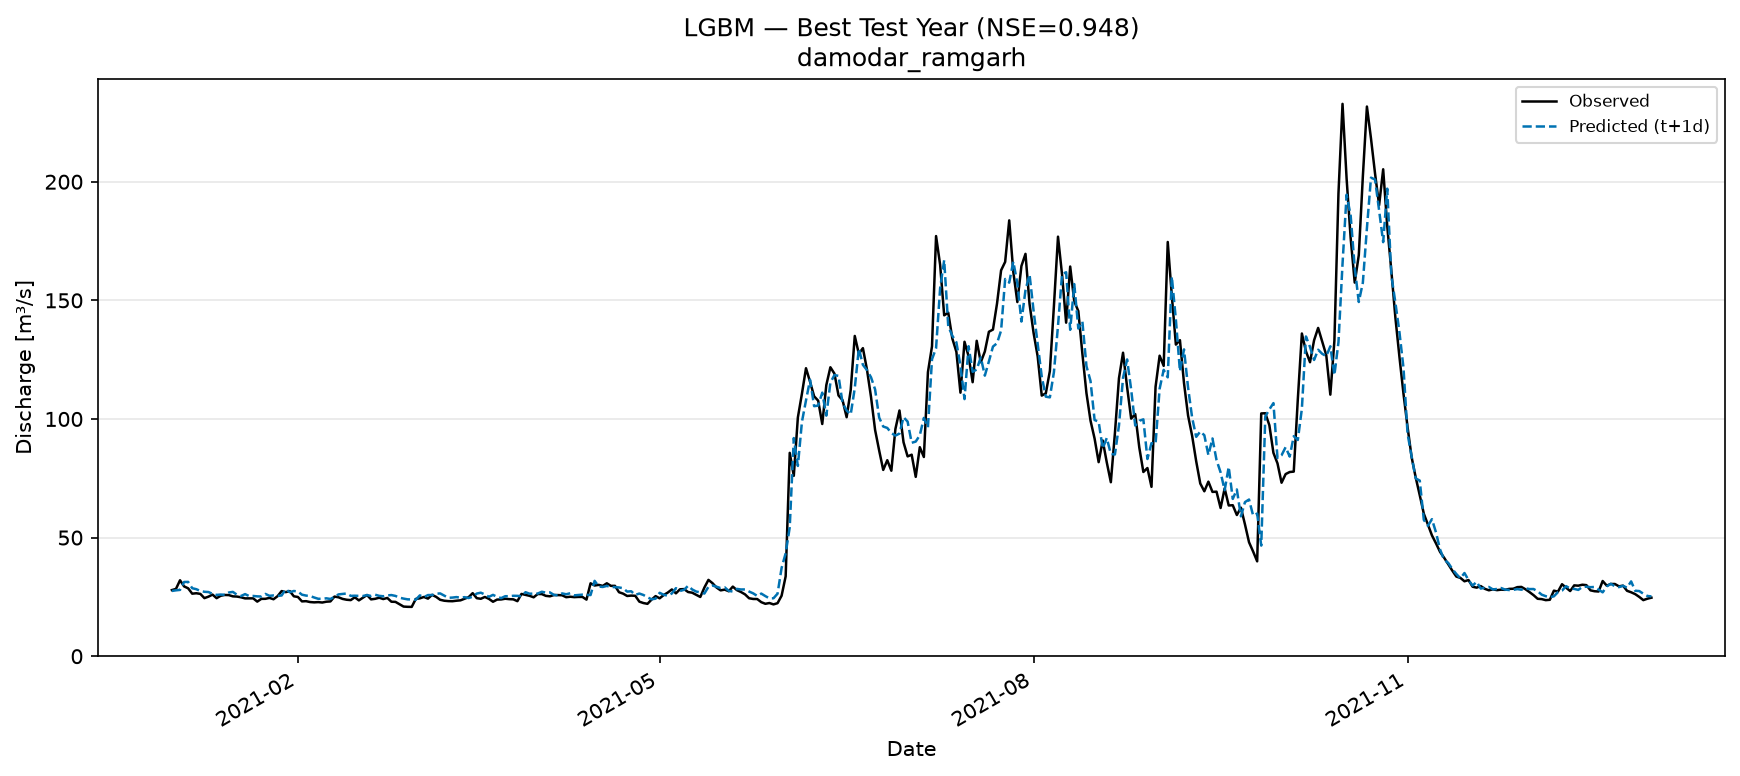 LGBM — Best Test Year (NSE=0.948)
damodar_ramgarh
Observed
Predicted (t+1d)
Discharge [m³/s]
200
150
100
50
0
2021-02
2021-05
2021-08
2021-11
Date